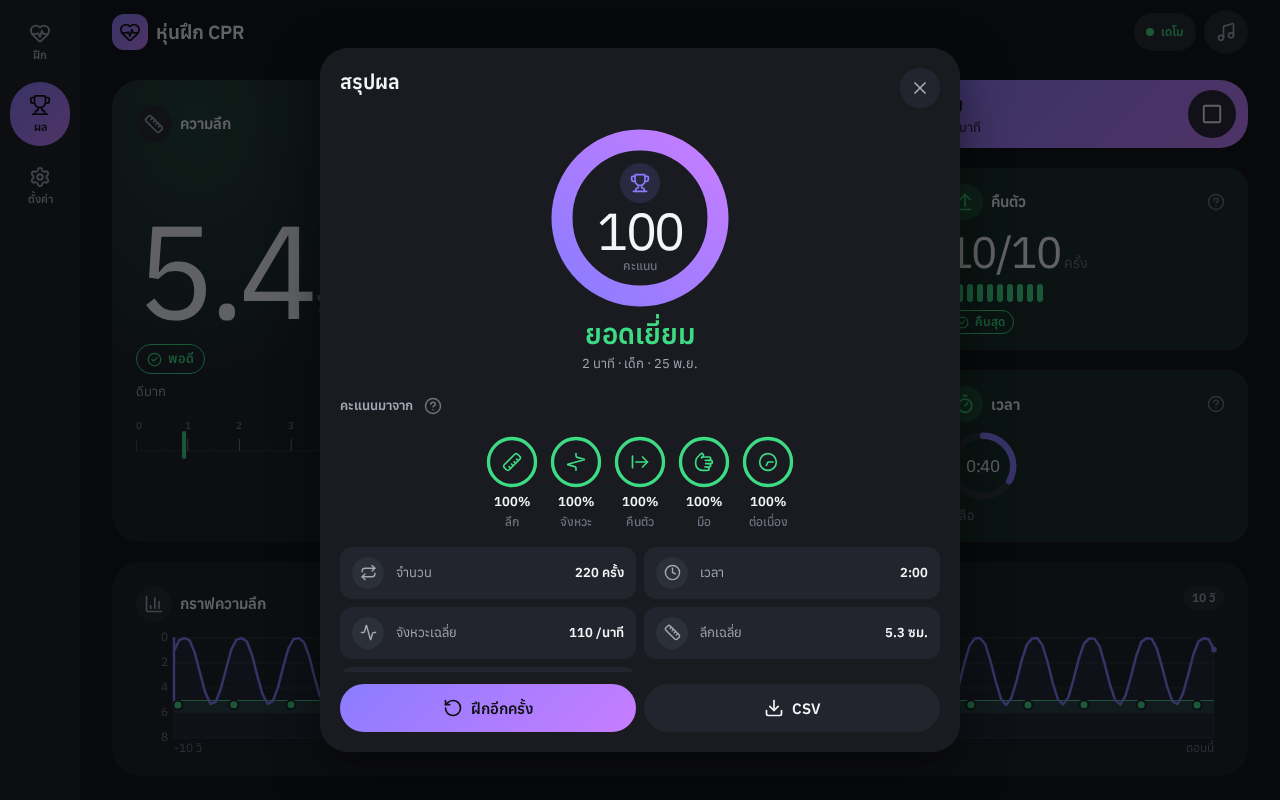 หุ่นฝึก CPR
เดโม
ฝึก
ผล
ตั้งค่า
ความลึก
5.4
พอดี
ดีมาก
0 1 2 3
นาที
คืนตัว
10/10 ครั้ง
คืนสุด
เวลา
0:40
กราฟความลึก
10 วิ
0
2
4
6
8
-10 วิ
ตอนนี้
สรุปผล
100
คะแนน
ยอดเยี่ยม
2 นาที · เด็ก · 25 พ.ย.
คะแนนมาจาก
100% 100% 100% 100% 100%
ลึก จังหวะ คืนตัว มือ ต่อเนื่อง
จำนวน 220 ครั้ง
เวลา 2:00
จังหวะเฉลี่ย 110 /นาที
ลึกเฉลี่ย 5.3 ซม.
ฝึกอีกครั้ง
CSV